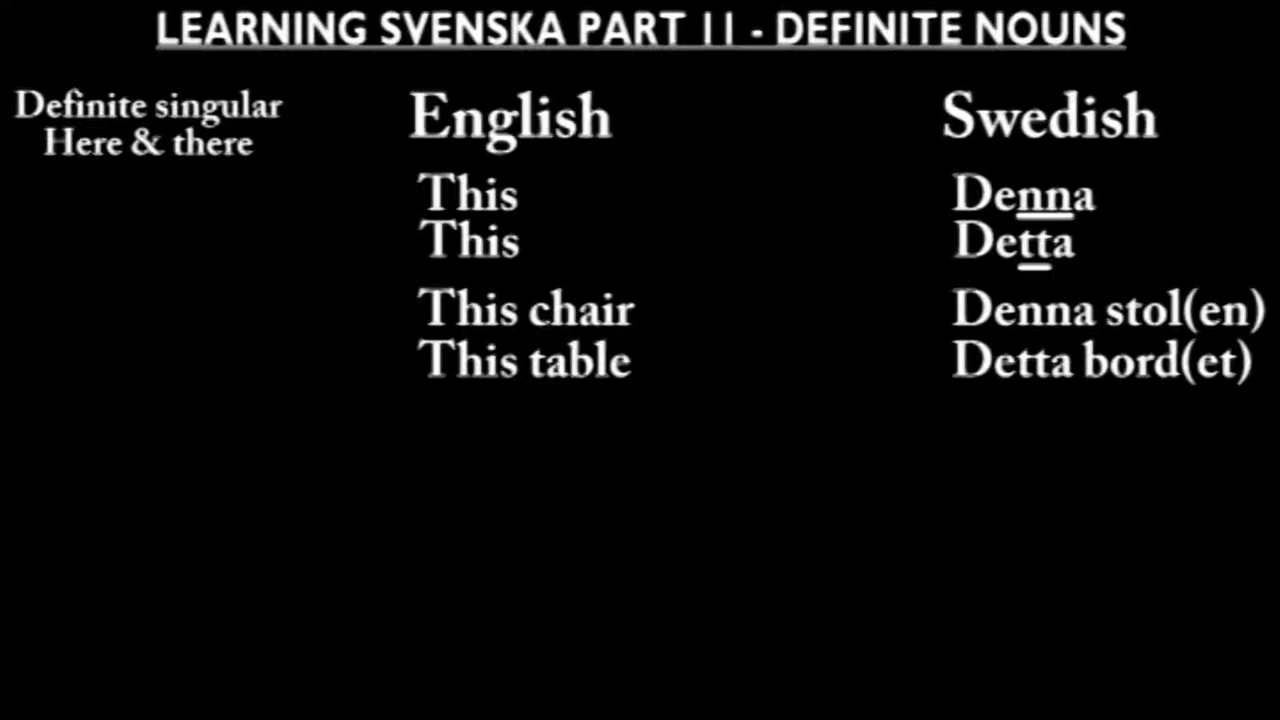 LEARNING SVENSKA PART 11 - DEFINITE NOUNS
Definite singular
Here & there
English
Swedish
This
Denna
This
Detta
This chair
Denna stol(en)
This table
Detta bord(et)